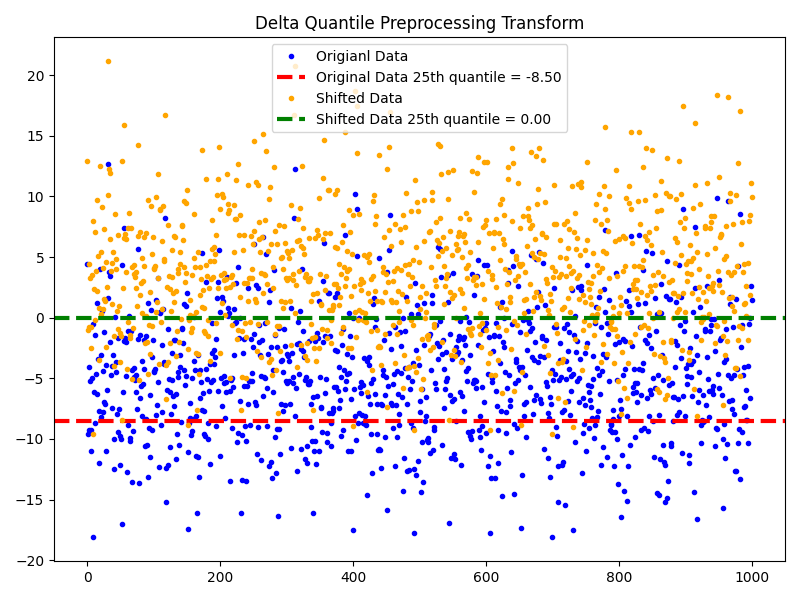 Delta Quantile Preprocessing Transform
Origianl Data
Original Data 25th quantile = -8.50
Shifted Data
Shifted Data 25th quantile = 0.00
20
15
10
5
0
−5
−10
−15
−20
0 200 400 600 800 1000